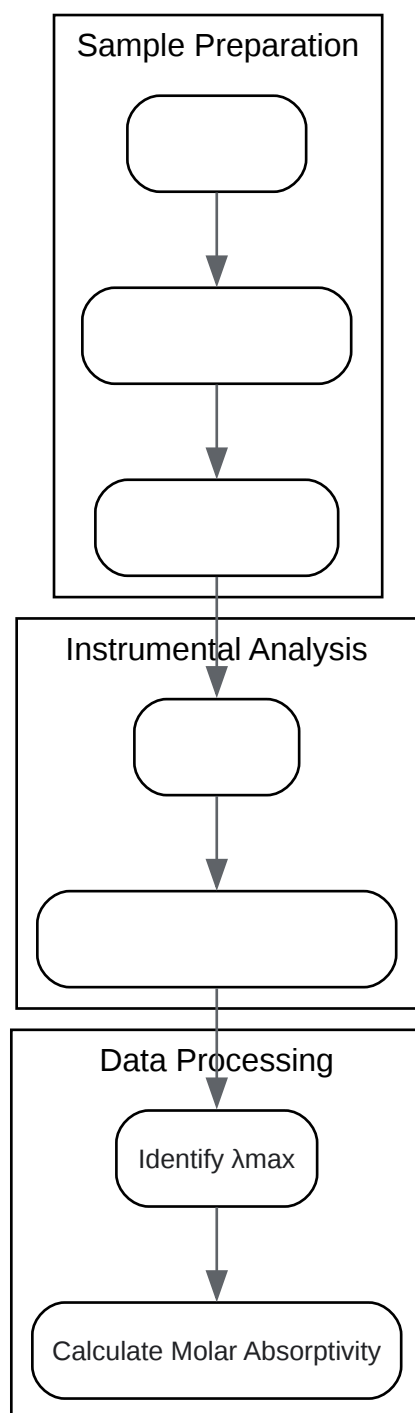 Sample Preparation
Instrumental Analysis
Data Processing
Identify λmax
Calculate Molar Absorptivity